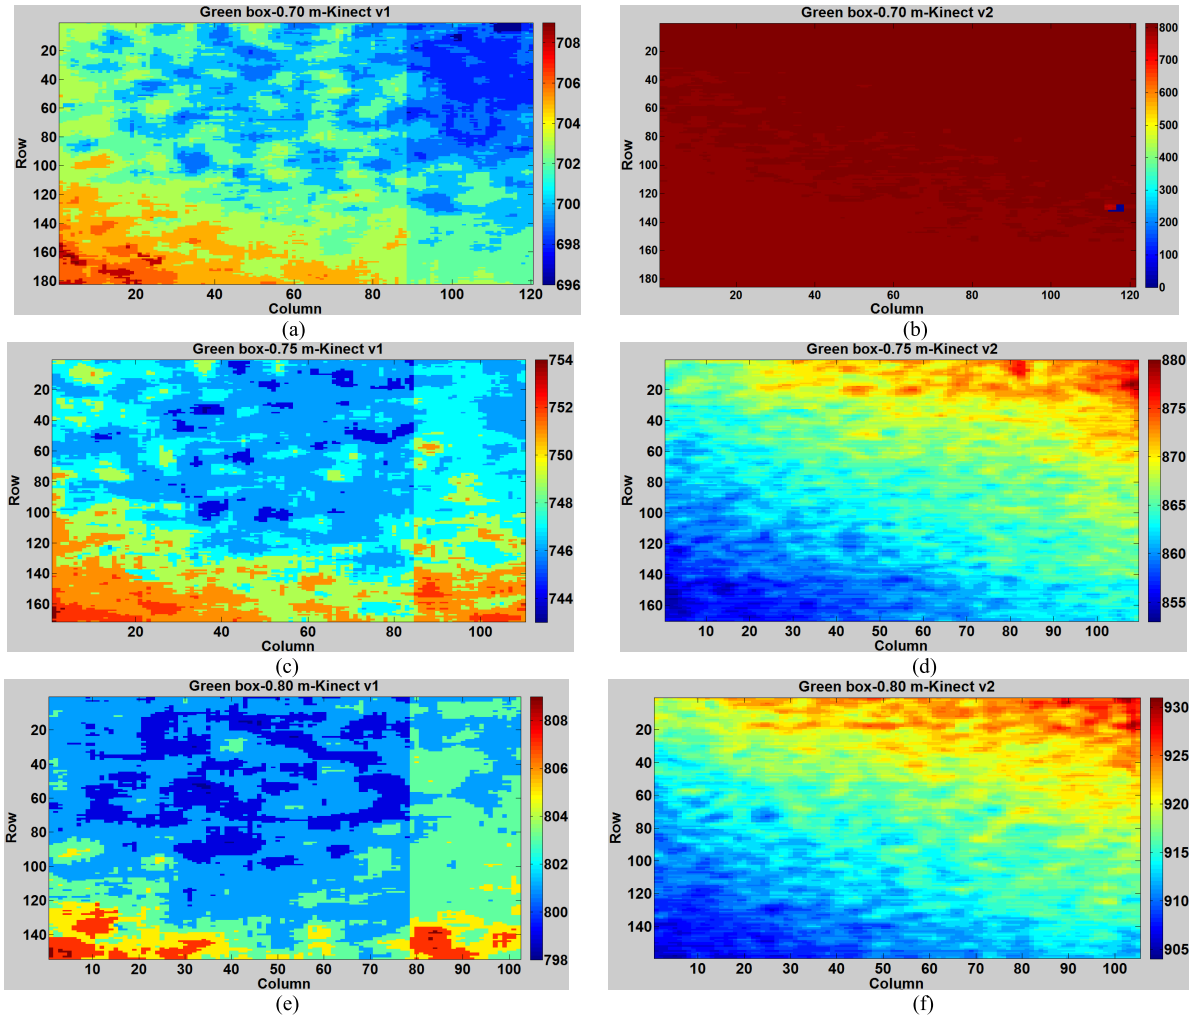 Green box-0.70 m-Kinect v1
Row
20
40
60
80
100
120
140
160
180
20 40 60 80 100 120
Column
708
706
704
702
700
698
696
(a)
Green box-0.70 m-Kinect v2
Row
20
40
60
80
100
120
140
160
180
20 40 60 80 100 120
Column
800
700
600
500
400
300
200
100
0
(b)
Green box-0.75 m-Kinect v1
Row
20
40
60
80
100
120
140
160
20 40 60 80 100
Column
754
752
750
748
746
744
(c)
Green box-0.75 m-Kinect v2
Row
20
40
60
80
100
120
140
160
10 20 30 40 50 60 70 80 90 100
Column
880
875
870
865
860
855
(d)
Green box-0.80 m-Kinect v1
Row
20
40
60
80
100
120
140
10 20 30 40 50 60 70 80 90 100
Column
808
806
804
802
800
798
(e)
Green box-0.80 m-Kinect v2
Row
20
40
60
80
100
120
140
10 20 30 40 50 60 70 80 90 100
Column
930
925
920
915
910
905
(f)